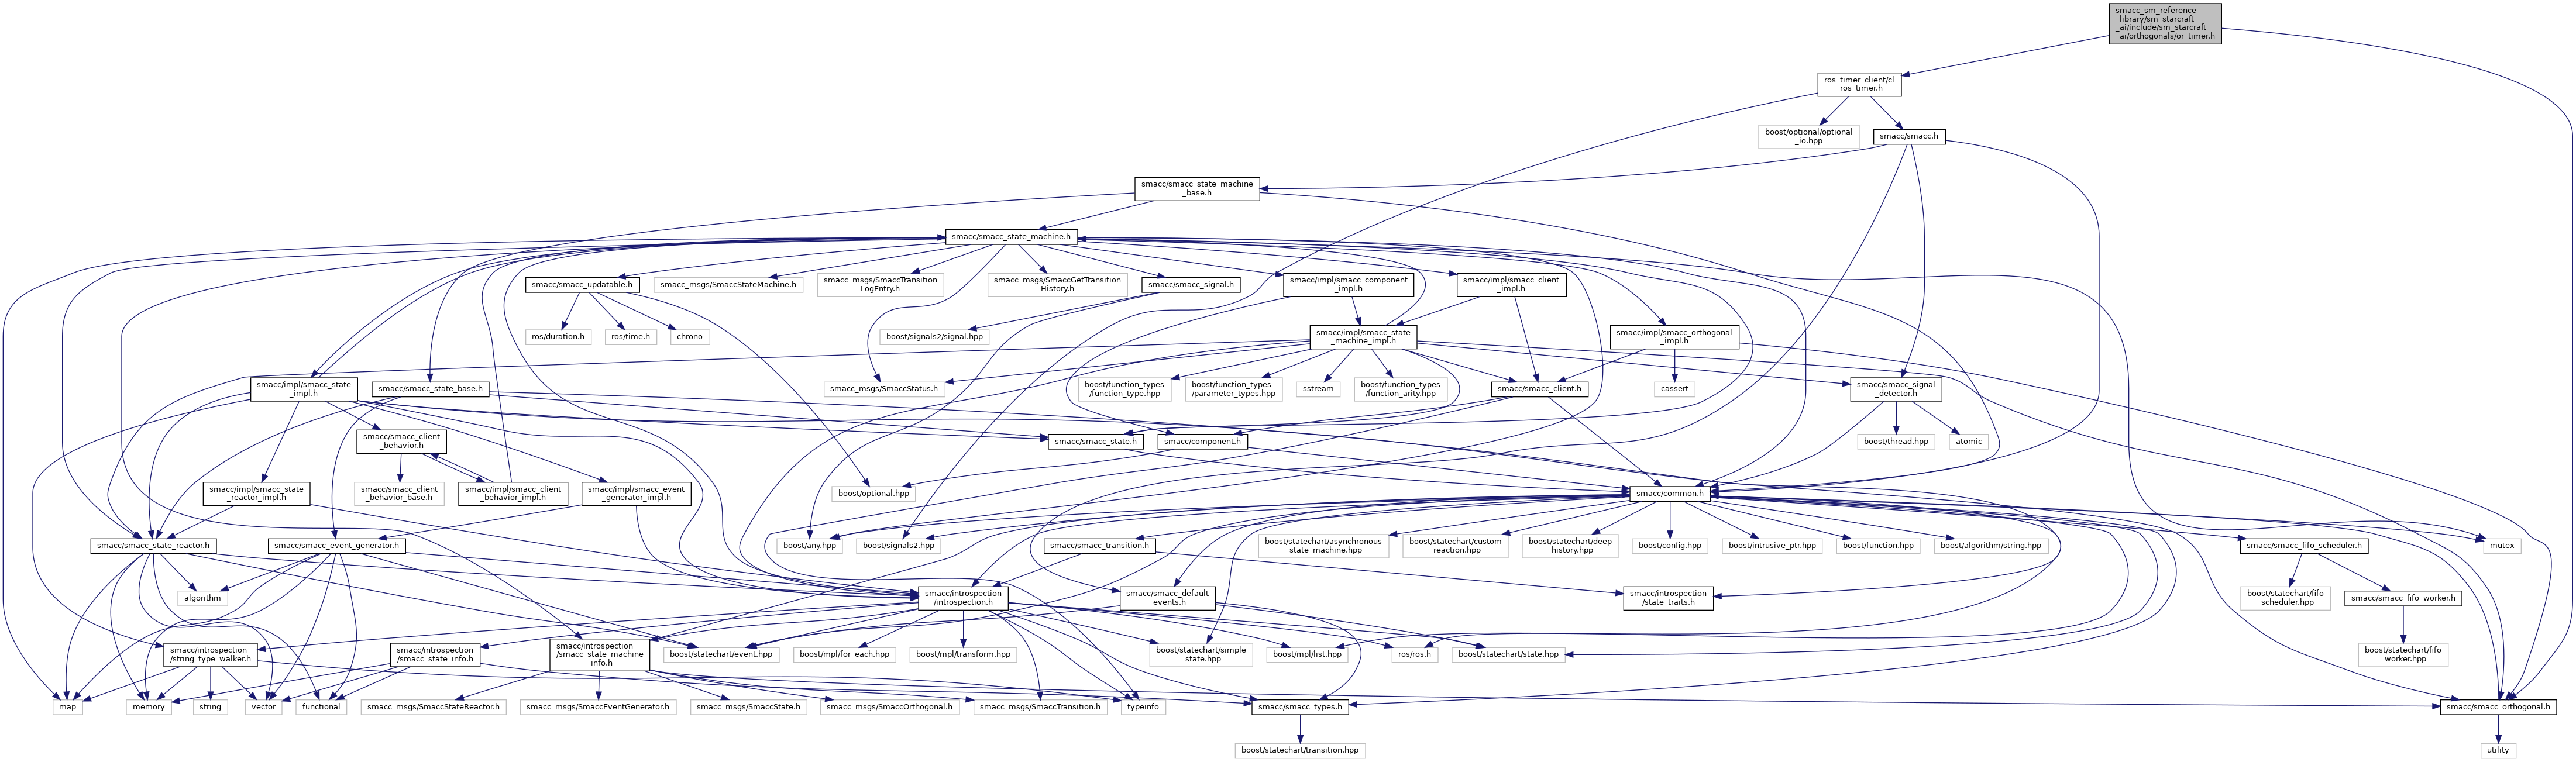 smacc_sm_reference
_library/sm_starcraft
_ai/include/sm_starcraft
_ai/orthogonals/or_timer.h
ros_timer_client/cl
_ros_timer.h
boost/optional/optional
_io.hpp
smacc/smacc.h
smacc/smacc_state_machine
_base.h
smacc/smacc_state_machine.h
smacc/smacc_updatable.h
smacc_msgs/SmaccStateMachine.h
smacc_msgs/SmaccTransition
LogEntry.h
smacc_msgs/SmaccGetTransition
History.h
smacc/smacc_signal.h
smacc/impl/smacc_component
_impl.h
smacc/impl/smacc_client
_impl.h
ros/duration.h
ros/time.h
chrono
boost/signals2/signal.hpp
smacc/impl/smacc_state
_machine_impl.h
smacc/impl/smacc_orthogonal
_impl.h
smacc/impl/smacc_state
_impl.h
smacc/smacc_state_base.h
smacc_msgs/SmaccStatus.h
boost/function_types
/function_type.hpp
boost/function_types
/parameter_types.hpp
sstream
boost/function_types
/function_arity.hpp
smacc/smacc_client.h
cassert
smacc/smacc_signal
_detector.h
smacc/smacc_client
_behavior.h
smacc/smacc_state.h
smacc/component.h
boost/thread.hpp
atomic
smacc/impl/smacc_state
_reactor_impl.h
smacc/smacc_client
_behavior_base.h
smacc/impl/smacc_client
_behavior_impl.h
smacc/impl/smacc_event
_generator_impl.h
boost/optional.hpp
smacc/common.h
smacc/smacc_state_reactor.h
smacc/smacc_event_generator.h
boost/any.hpp
boost/signals2.hpp
smacc/smacc_transition.h
boost/statechart/asynchronous
_state_machine.hpp
boost/statechart/custom
_reaction.hpp
boost/statechart/deep
_history.hpp
boost/config.hpp
boost/intrusive_ptr.hpp
boost/function.hpp
boost/algorithm/string.hpp
smacc/smacc_fifo_scheduler.h
mutex
algorithm
smacc/introspection
/introspection.h
smacc/smacc_default
_events.h
smacc/introspection
/state_traits.h
boost/statechart/fifo
_scheduler.hpp
smacc/smacc_fifo_worker.h
smacc/introspection
/string_type_walker.h
smacc/introspection
/smacc_state_info.h
smacc/introspection
/smacc_state_machine
_info.h
boost/statechart/event.hpp
boost/mpl/for_each.hpp
boost/mpl/transform.hpp
boost/statechart/simple
_state.hpp
boost/mpl/list.hpp
ros/ros.h
boost/statechart/state.hpp
boost/statechart/fifo
_worker.hpp
map
memory
string
vector
functional
smacc_msgs/SmaccStateReactor.h
smacc_msgs/SmaccEventGenerator.h
smacc_msgs/SmaccState.h
smacc_msgs/SmaccOrthogonal.h
smacc_msgs/SmaccTransition.h
typeinfo
smacc/smacc_types.h
smacc/smacc_orthogonal.h
boost/statechart/transition.hpp
utility